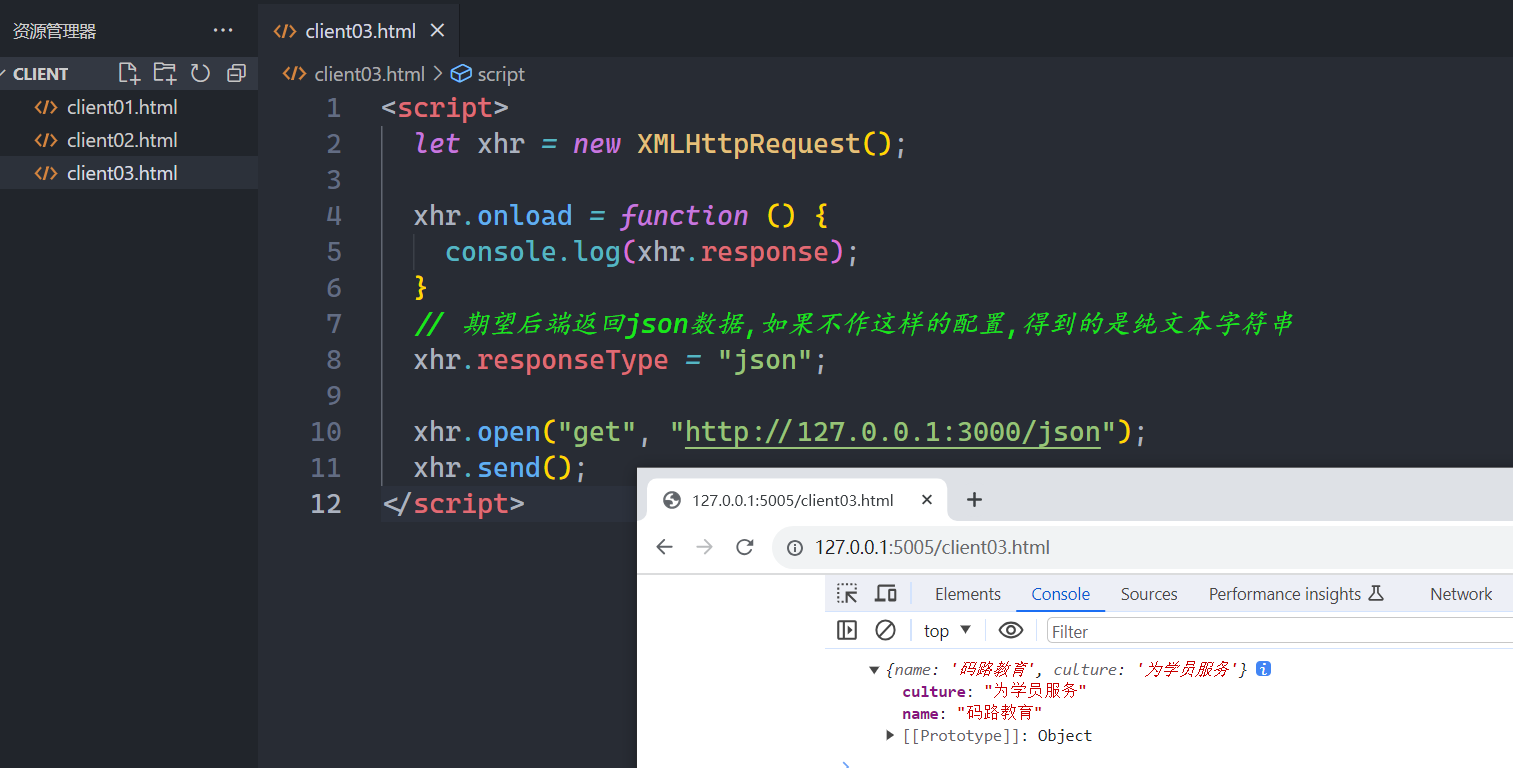 资源管理器 ···
CLIENT
client01.html
client02.html
client03.html
client03.html
client03.html > script
1 <script>
2 let xhr = new XMLHttpRequest();
3
4 xhr.onload = function () {
5 console.log(xhr.response);
6 }
7 // 期望后端返回json数据,如果不作这样的配置,得到的是纯文本字符串
8 xhr.responseType = "json";
9
10 xhr.open("get", "http://127.0.0.1:3000/json");
11 xhr.send();
12 </script>
127.0.0.1:5005/client03.html
127.0.0.1:5005/client03.html
Elements Console Sources Performance insights Network
top Filter
{name: '码路教育', culture: '为学员服务'}
culture: "为学员服务"
name: "码路教育"
[[Prototype]]: Object